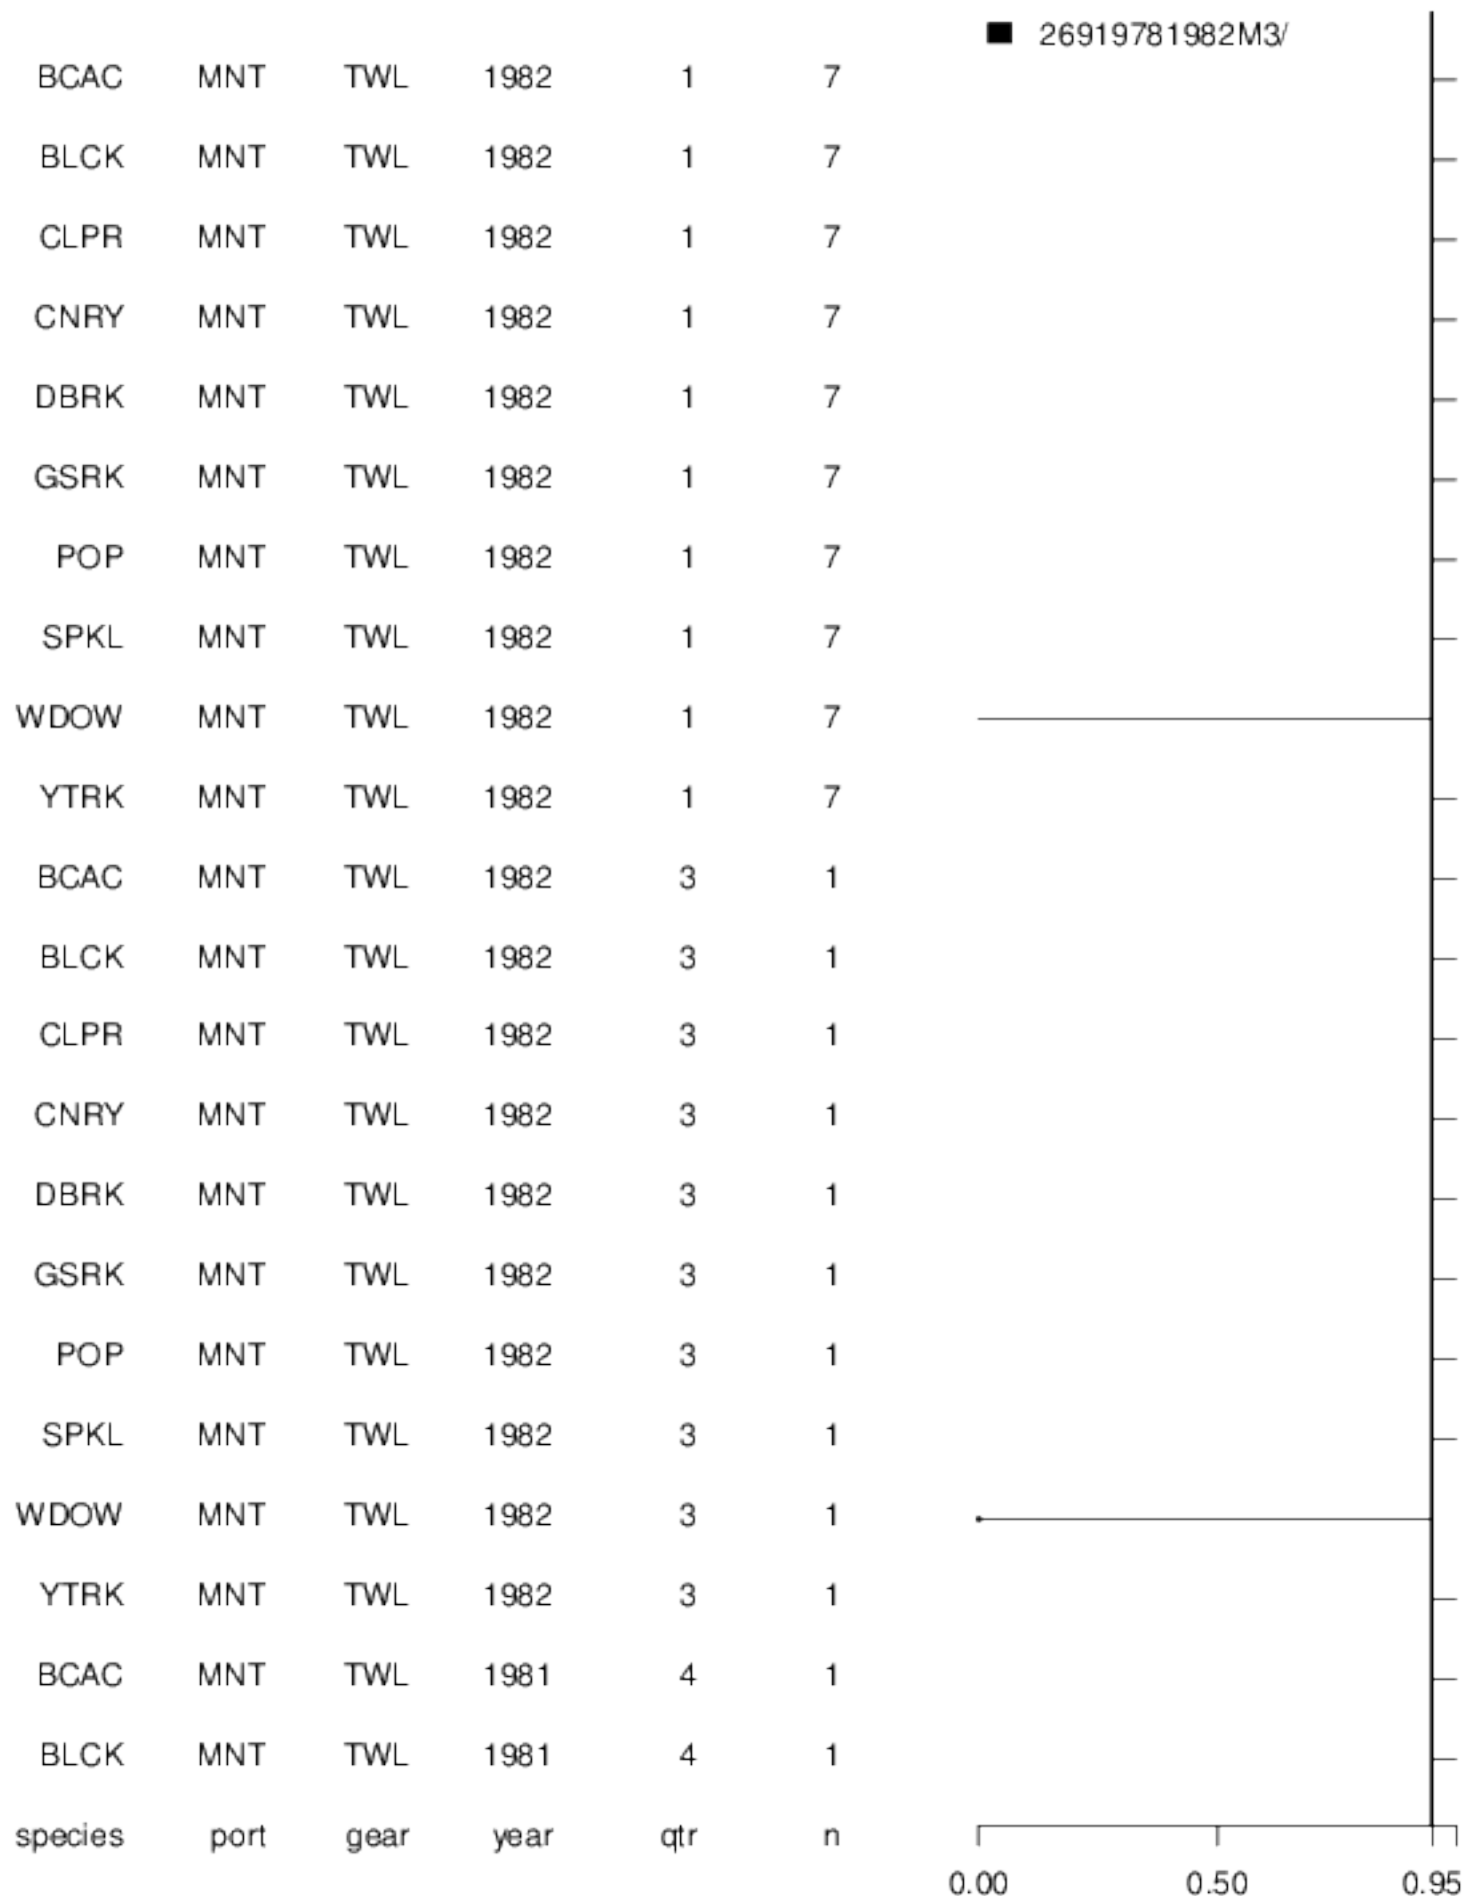 26919781982M3/
BCAC MNT TWL 1982 1 7
BLCK MNT TWL 1982 1 7
CLPR MNT TWL 1982 1 7
CNRY MNT TWL 1982 1 7
DBRK MNT TWL 1982 1 7
GSRK MNT TWL 1982 1 7
POP MNT TWL 1982 1 7
SPKL MNT TWL 1982 1 7
WDOW MNT TWL 1982 1 7
YTRK MNT TWL 1982 1 7
BCAC MNT TWL 1982 3 1
BLCK MNT TWL 1982 3 1
CLPR MNT TWL 1982 3 1
CNRY MNT TWL 1982 3 1
DBRK MNT TWL 1982 3 1
GSRK MNT TWL 1982 3 1
POP MNT TWL 1982 3 1
SPKL MNT TWL 1982 3 1
WDOW MNT TWL 1982 3 1
YTRK MNT TWL 1982 3 1
BCAC MNT TWL 1981 4 1
BLCK MNT TWL 1981 4 1
species port gear year qtr n
0.00 0.50 0.95